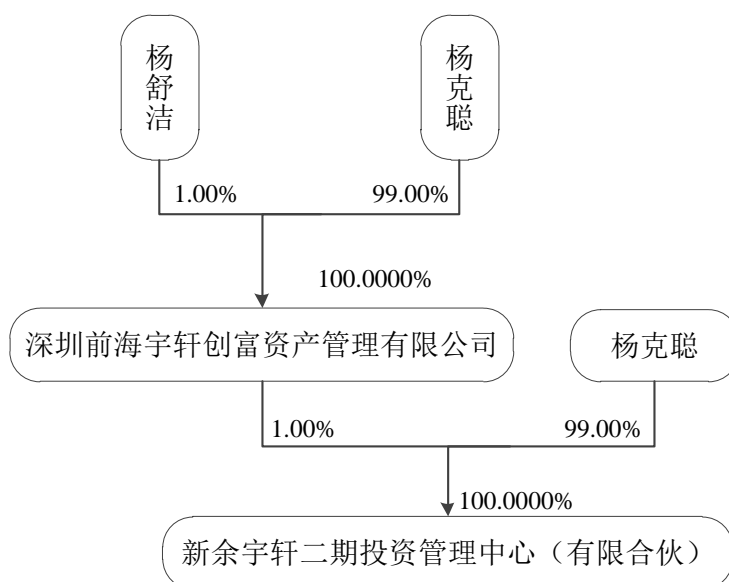 杨舒洁
杨克聪
1.00%
99.00%
100.0000%
深圳前海宇轩创富资产管理有限公司
杨克聪
1.00%
99.00%
100.0000%
新余宇轩二期投资管理中心（有限合伙）